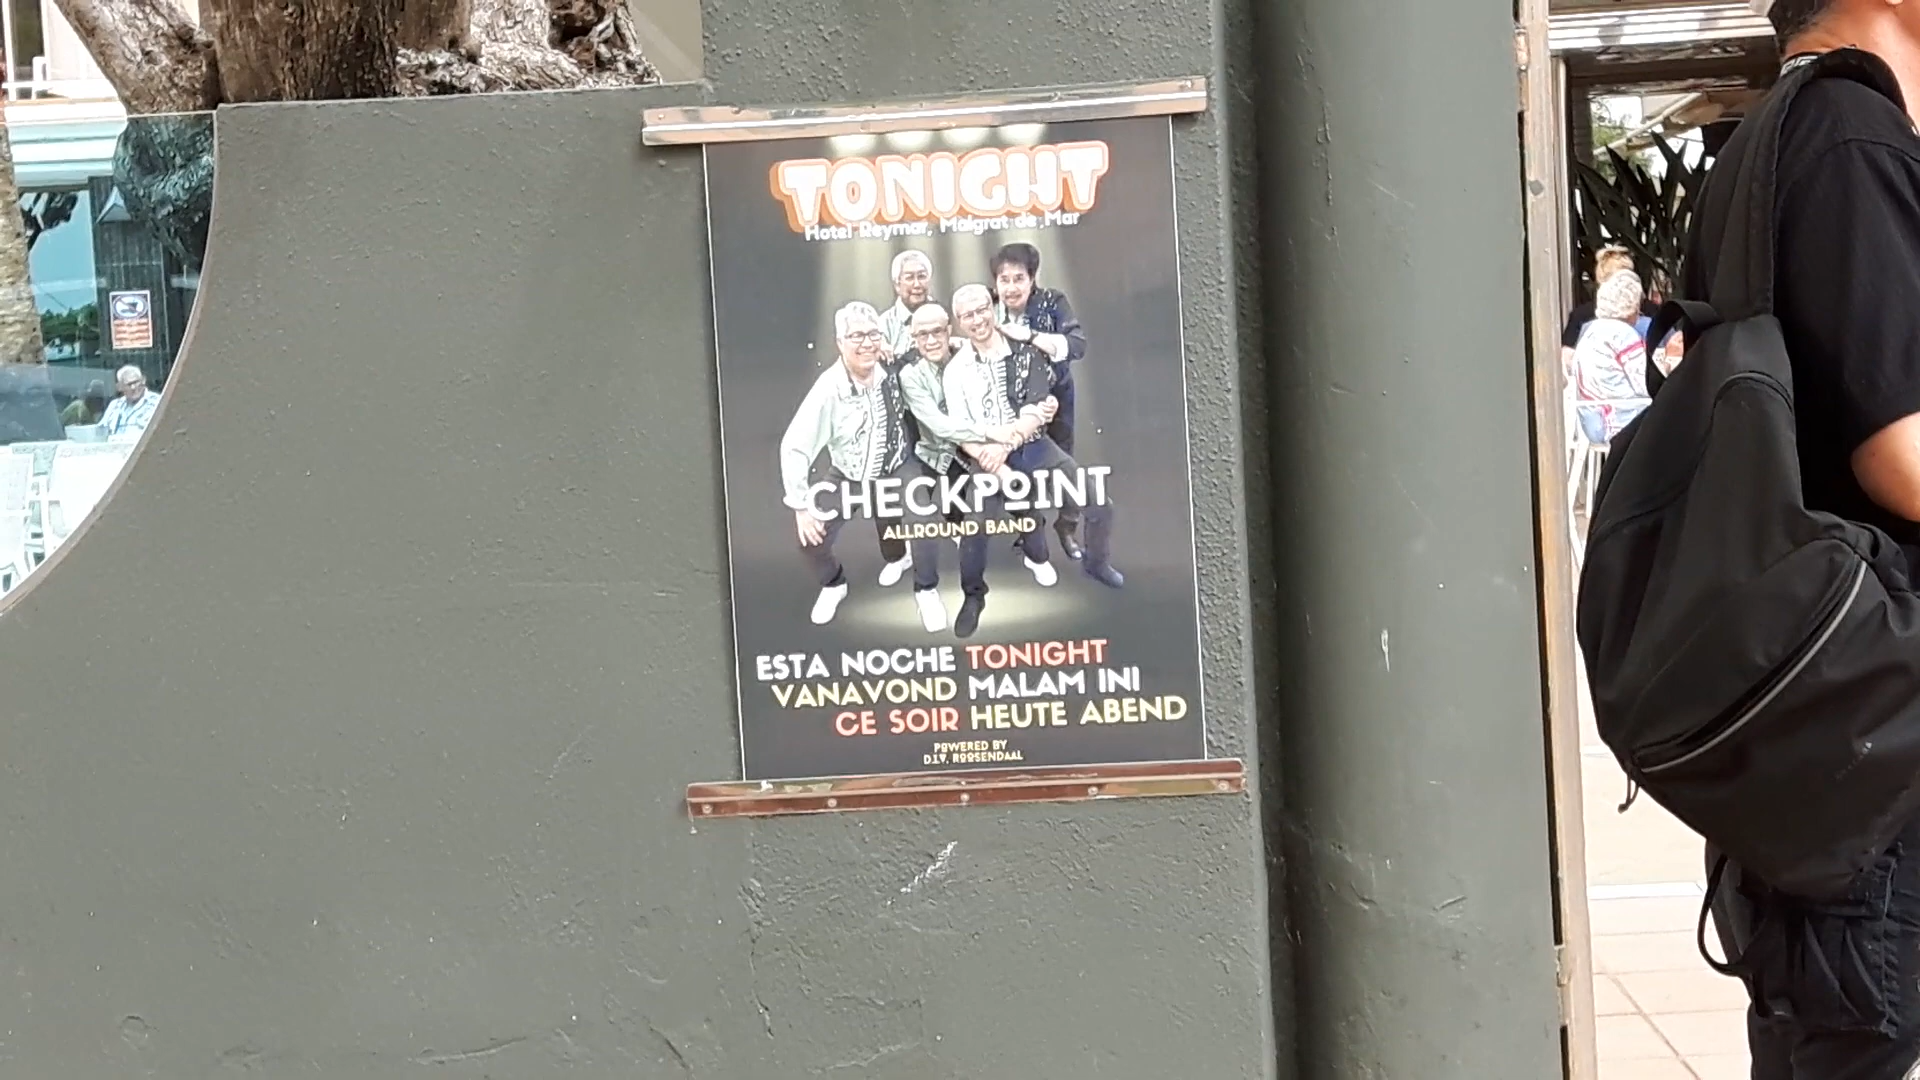 TONIGHT
Hotel Reymar, Malgrat de Mar
CHECKPOINT
ALLROUND BAND
ESTA NOCHE TONIGHT
VANAVOND MALAM INI
CE SOIR HEUTE ABEND
POWERED BY
D.I.V. ROOSENDAAL